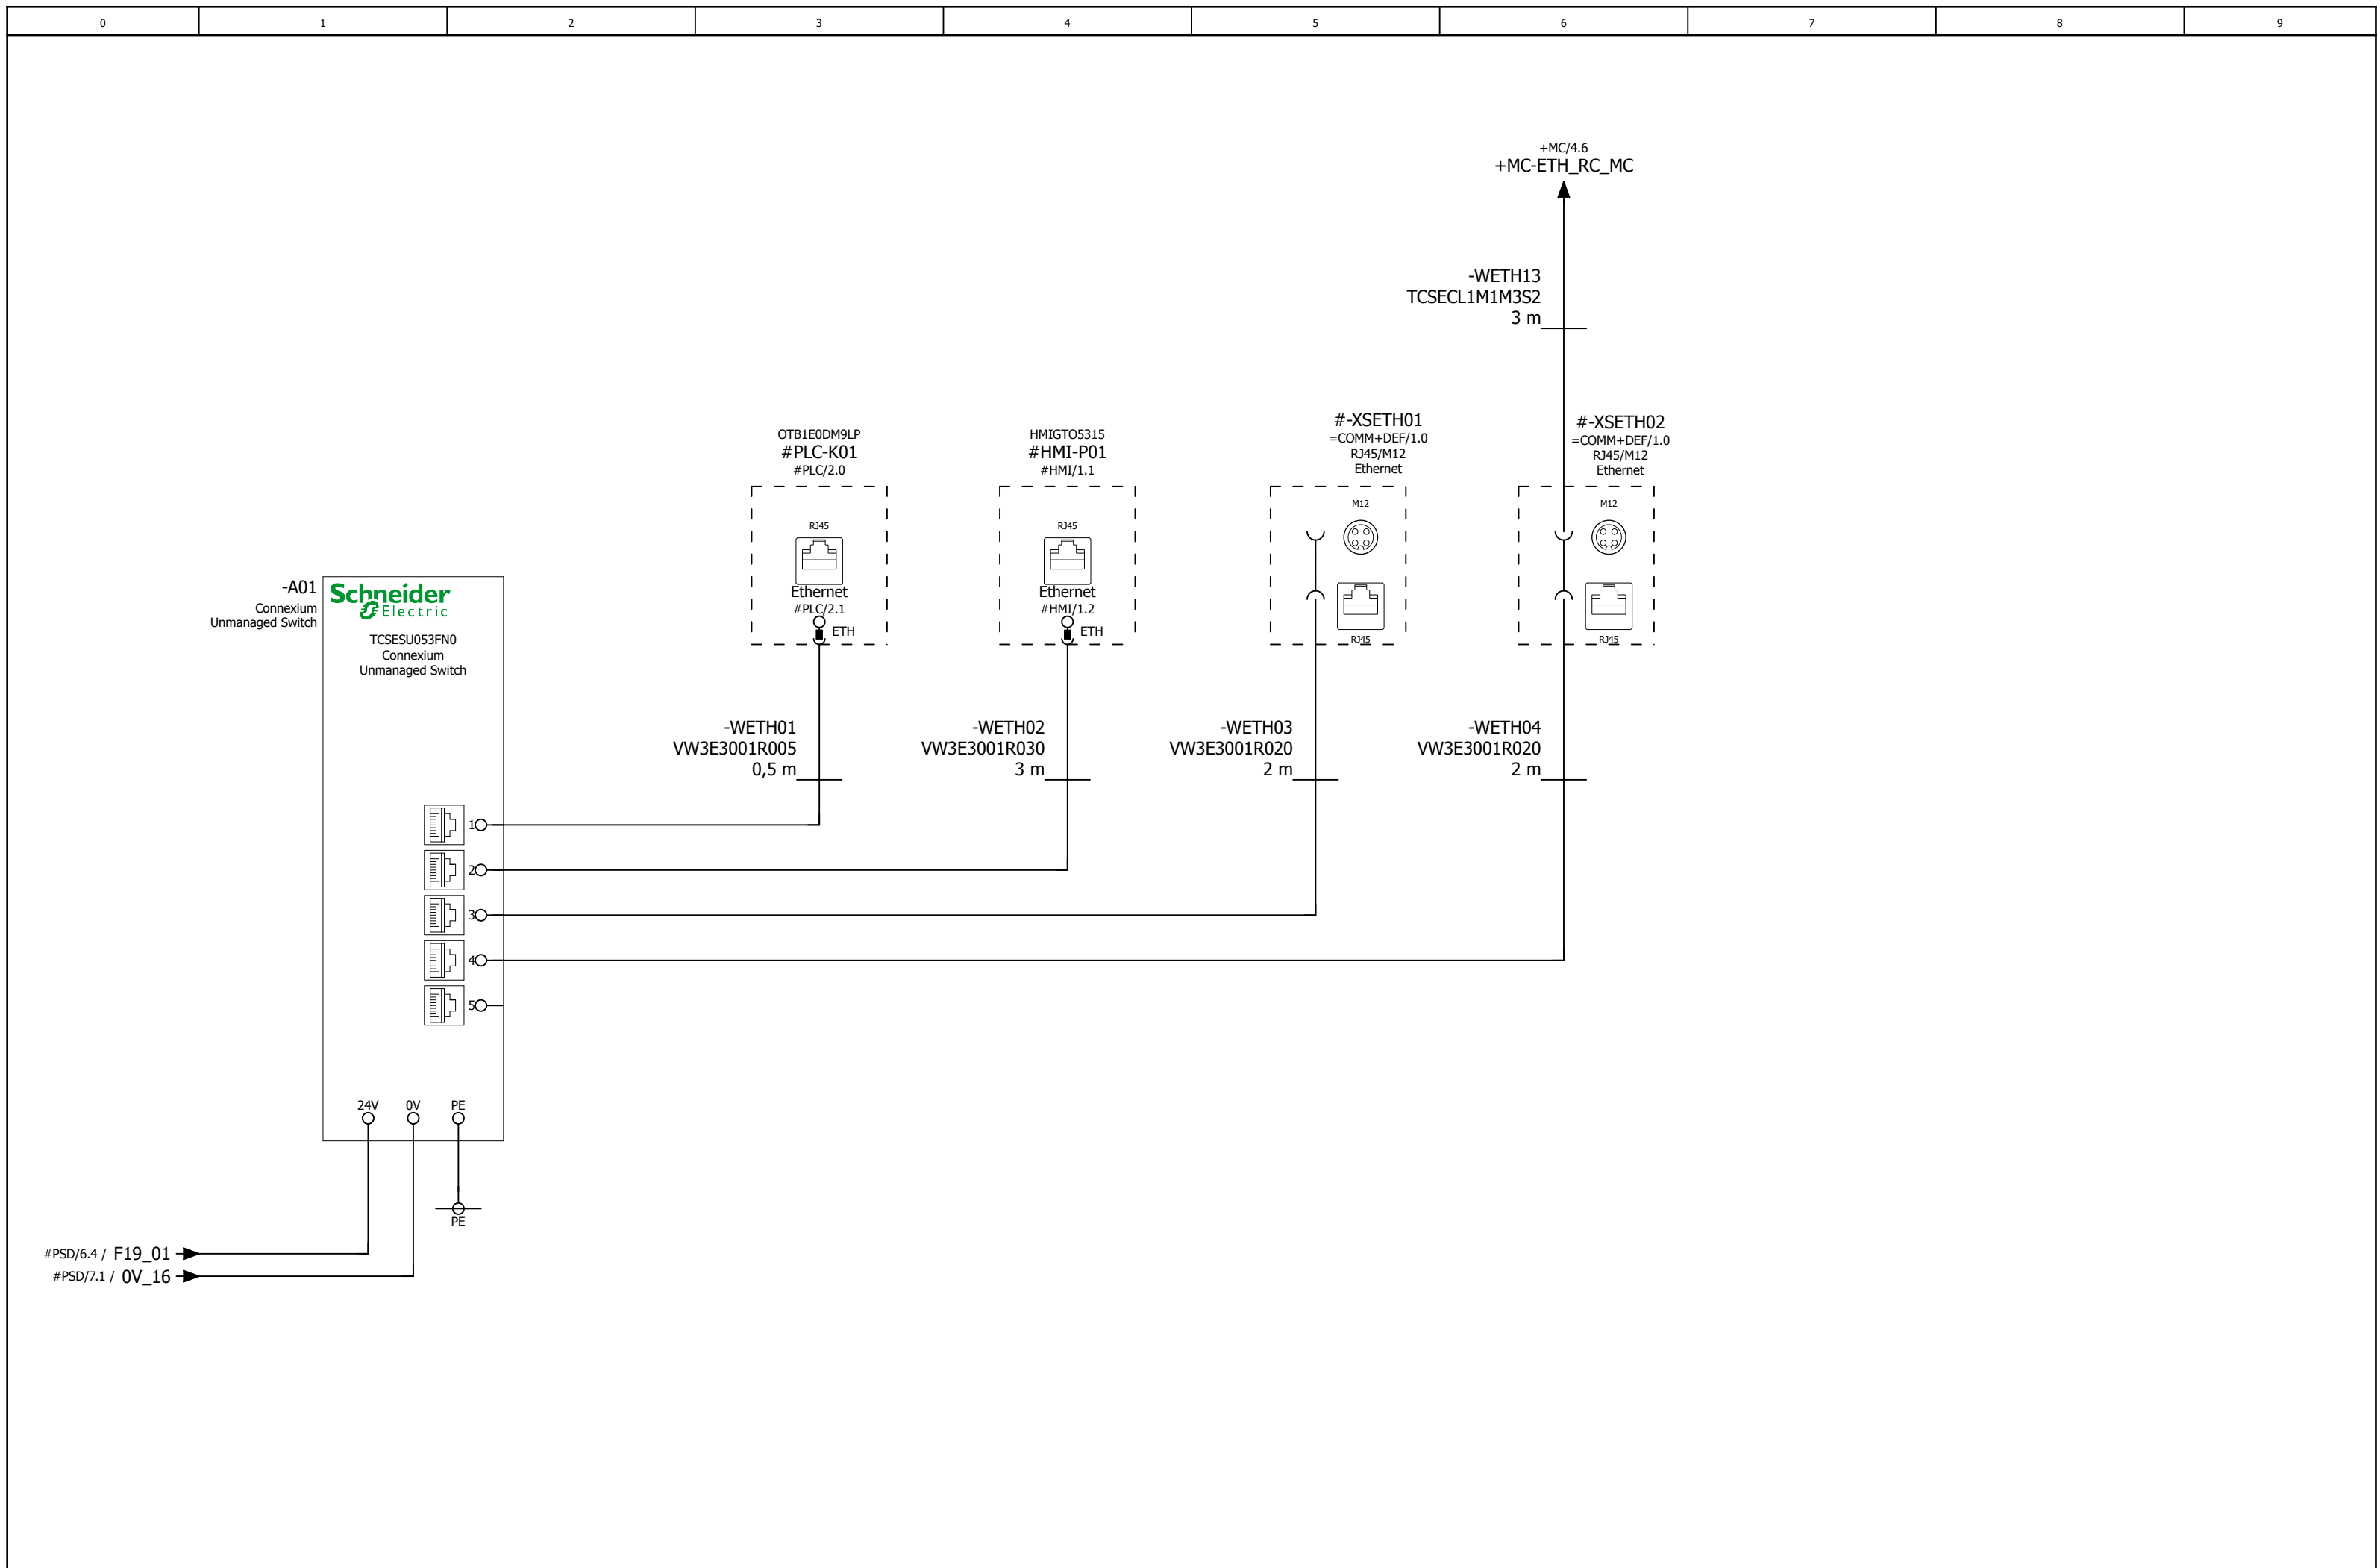 0 1 2 3 4 5 6 7 8 9
+MC/4.6
+MC-ETH_RC_MC
-WETH13
TCSECL1M1M3S2
3 m
OTB1E0DM9LP
#PLC-K01
#PLC/2.0
RJ45
Ethernet
#PLC/2.1
ETH
HMIGTO5315
#HMI-P01
#HMI/1.1
RJ45
Ethernet
#HMI/1.2
ETH
#-XSETH01
=COMM+DEF/1.0
RJ45/M12
Ethernet
M12
RJ45
#-XSETH02
=COMM+DEF/1.0
RJ45/M12
Ethernet
M12
RJ45
-A01
Connexium
Unmanaged Switch
Schneider
Electric
TCSESU053FN0
Connexium
Unmanaged Switch
-WETH01
VW3E3001R005
0,5 m
-WETH02
VW3E3001R030
3 m
-WETH03
VW3E3001R020
2 m
-WETH04
VW3E3001R020
2 m
1
2
3
4
5
24V 0V PE
PE
#PSD/6.4 / F19_01
#PSD/7.1 / 0V_16